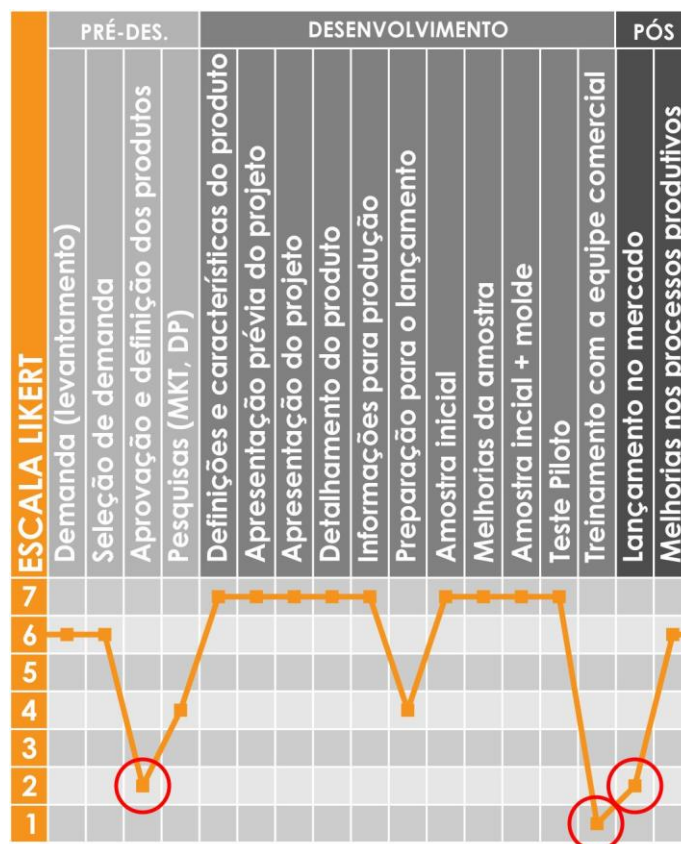 PRÉ-DES.
DESENVOLVIMENTO
PÓS
ESCALA LIKERT
Demanda (levantamento)
Seleção de demanda
Aprovação e definição dos produtos
Pesquisas (MKT, DP)
Definições e características do produto
Apresentação prévia do projeto
Apresentação do projeto
Detalhamento do produto
Informações para produção
Preparação para o lançamento
Amostra inicial
Melhorias da amostra
Amostra incial + molde
Teste Piloto
Treinamento com a equipe comercial
Lançamento no mercado
Melhorias nos processos produtivos
7
6
5
4
3
2
1